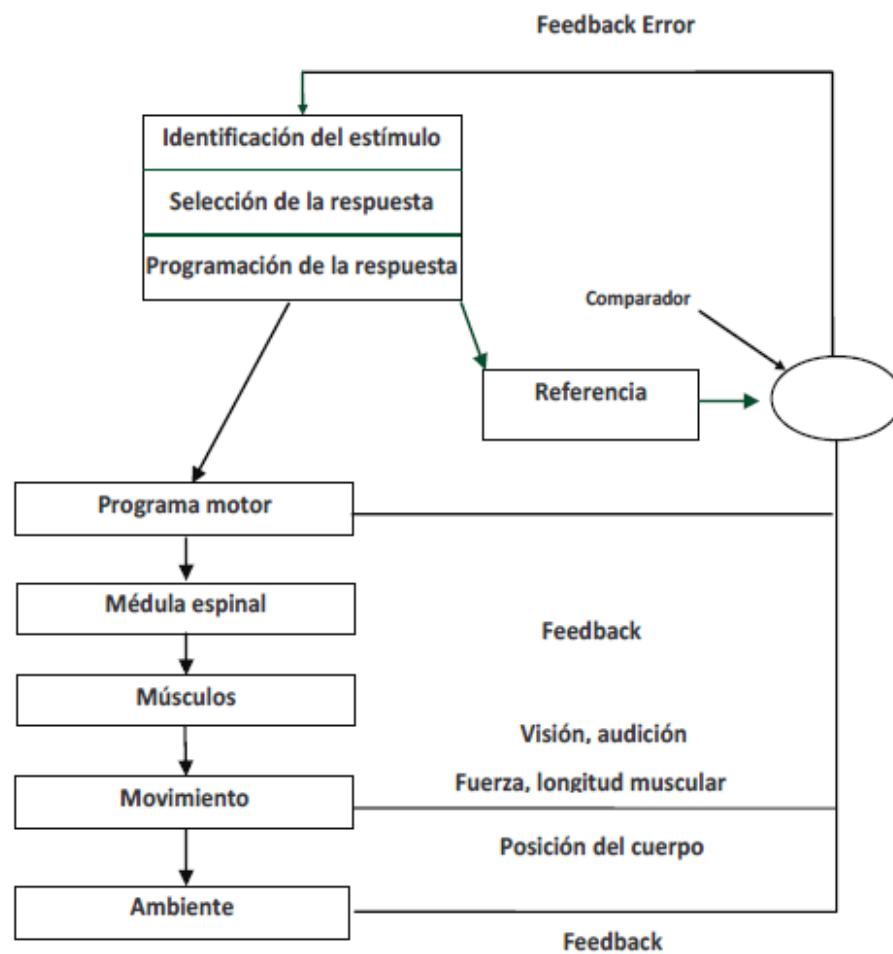 Feedback Error
Identificación del estímulo
Selección de la respuesta
Programación de la respuesta
Comparador
Referencia
Programa motor
Médula espinal
Feedback
Músculos
Visión, audición
Fuerza, longitud muscular
Movimiento
Posición del cuerpo
Ambiente
Feedback